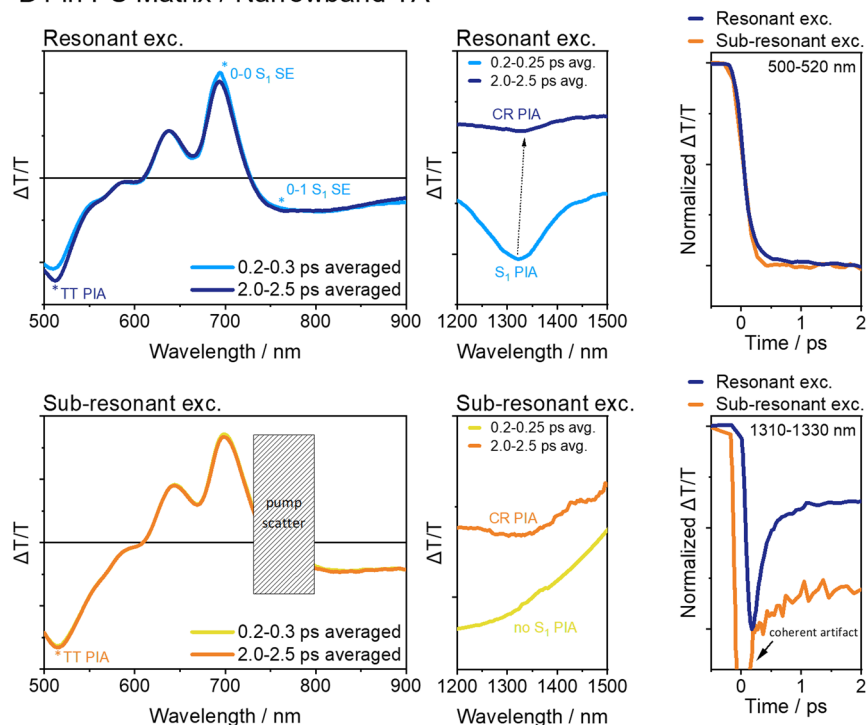 Resonant exc.
ΔT/T
* 0-0 S₁ SE
* 0-1 S₁ SE
* TT PIA
0.2-0.3 ps averaged
2.0-2.5 ps averaged
500 600 700 800 900
Wavelength / nm
Resonant exc.
ΔT/T
0.2-0.25 ps avg.
2.0-2.5 ps avg.
CR PIA
S₁ PIA
1200 1300 1400 1500
Wavelength / nm
Resonant exc.
Sub-resonant exc.
500-520 nm
Normalized ΔT/T
0 1 2
Time / ps
Sub-resonant exc.
ΔT/T
pump
scatter
* TT PIA
0.2-0.3 ps averaged
2.0-2.5 ps averaged
500 600 700 800 900
Wavelength / nm
Sub-resonant exc.
ΔT/T
0.2-0.25 ps avg.
2.0-2.5 ps avg.
CR PIA
no S₁ PIA
1200 1300 1400 1500
Wavelength / nm
Resonant exc.
Sub-resonant exc.
1310-1330 nm
Normalized ΔT/T
coherent artifact
0 1 2
Time / ps